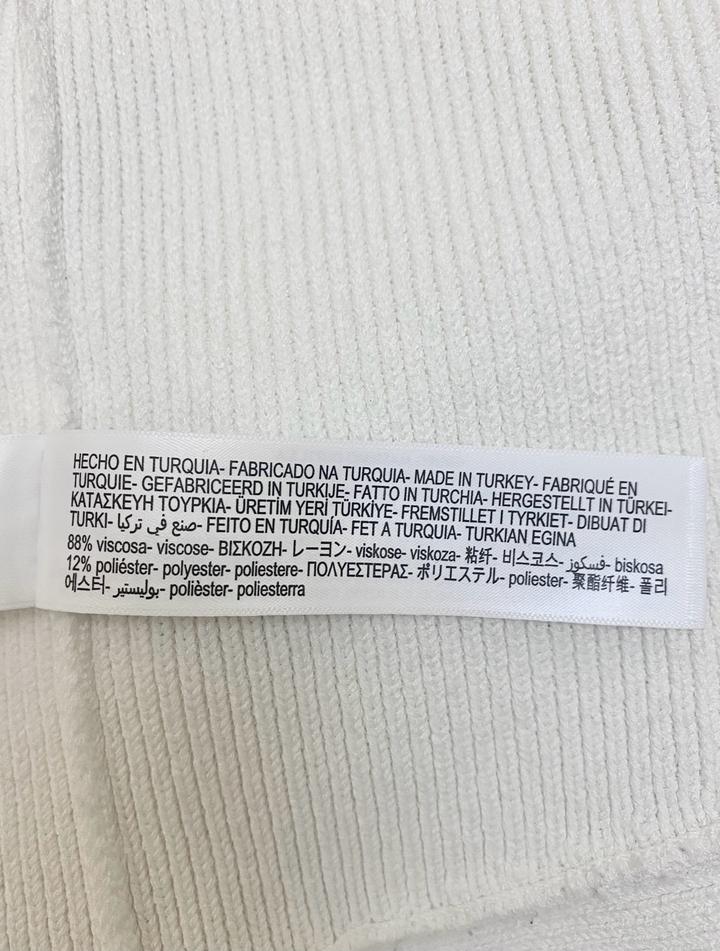 HECHO EN TURQUIA- FABRICADO NA TURQUIA- MADE IN TURKEY- FABRIQUÉ EN
TURQUIE- GEFABRICEERD IN TURKIJE- FATTO IN TURCHIA- HERGESTELLT IN TÜRKEI-
ΚΑΤΑΣΚΕΥΗ ΤΟΥΡΚΙΑ- ÜRETİM YERİ TÜRKİYE- FREMSTILLET I TYRKIET- DIBUAT DI
TURKI- صنع في تركيا- FEITO EN TURQUÍA- FET A TURQUIA- TURKIAN EGINA
88% viscosa- viscose- ΒΙΣΚΟΖΗ- レーヨン- viskose- viskoza- 粘纤- 비스코스- فسكوز- biskosa
12% poliéster- polyester- poliestere- ΠΟΛΥΕΣΤΕΡΑΣ- ポリエステル- poliester- 聚酯纤维- 폴리
에스터- بوليستير- polièster- poliesterra